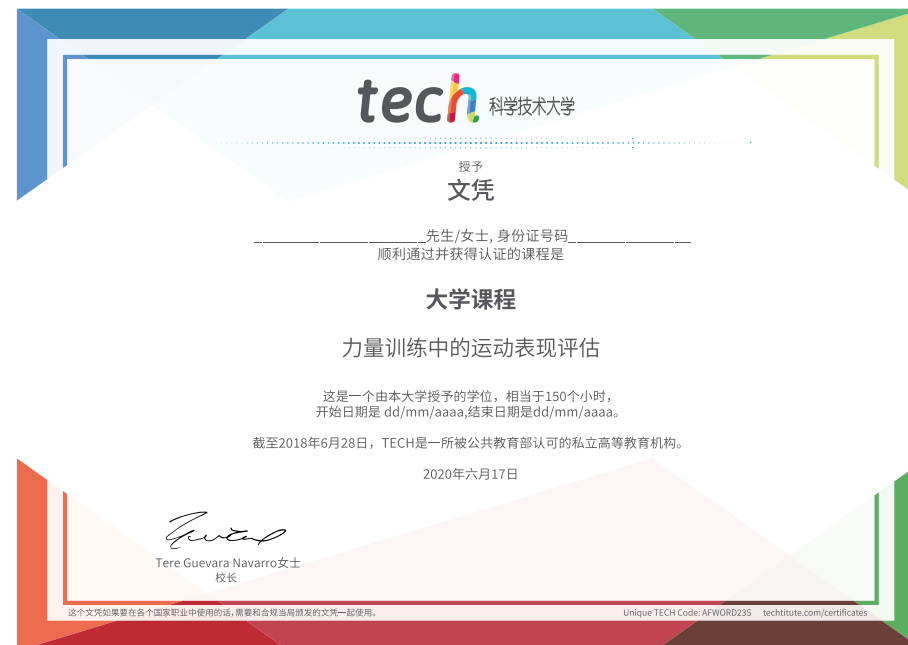 tech 科学技术大学
授予
文凭
______________________先生/女士, 身份证号码________________
顺利通过并获得认证的课程是
大学课程
力量训练中的运动表现评估
这是一个由本大学授予的学位，相当于150个小时，
开始日期是 dd/mm/aaaa,结束日期是dd/mm/aaaa。
截至2018年6月28日，TECH是一所被公共教育部认可的私立高等教育机构。
2020年六月17日
Tere Guevara Navarro女士
校长
这个文凭如果要在各个国家职业中使用的话,需要和合规当局颁发的文凭一起使用。
Unique TECH Code: AFWORD23S techtitute.com/certificates